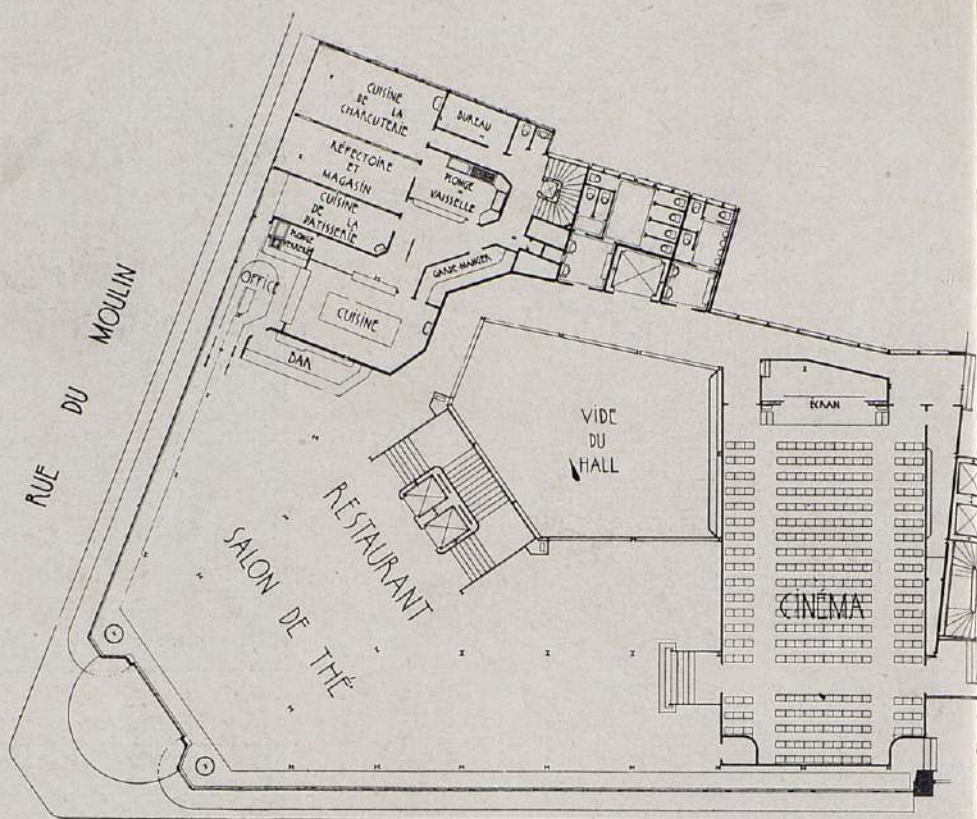 CUISINE
DE
LA
CHARCUTERIE
BUREAU
RÉFECTOIRE
ET
MAGASIN
PLONGE
VAISSELLE
CUISINE
DE
LA
PATISSERIE
PLONGE
OFFICE
GARDE-MANGER
CUISINE
BAR
RUE DU MOULIN
VIDE
DU
HALL
ÉCRAN
RESTAURANT
SALON DE THÉ
CINÉMA